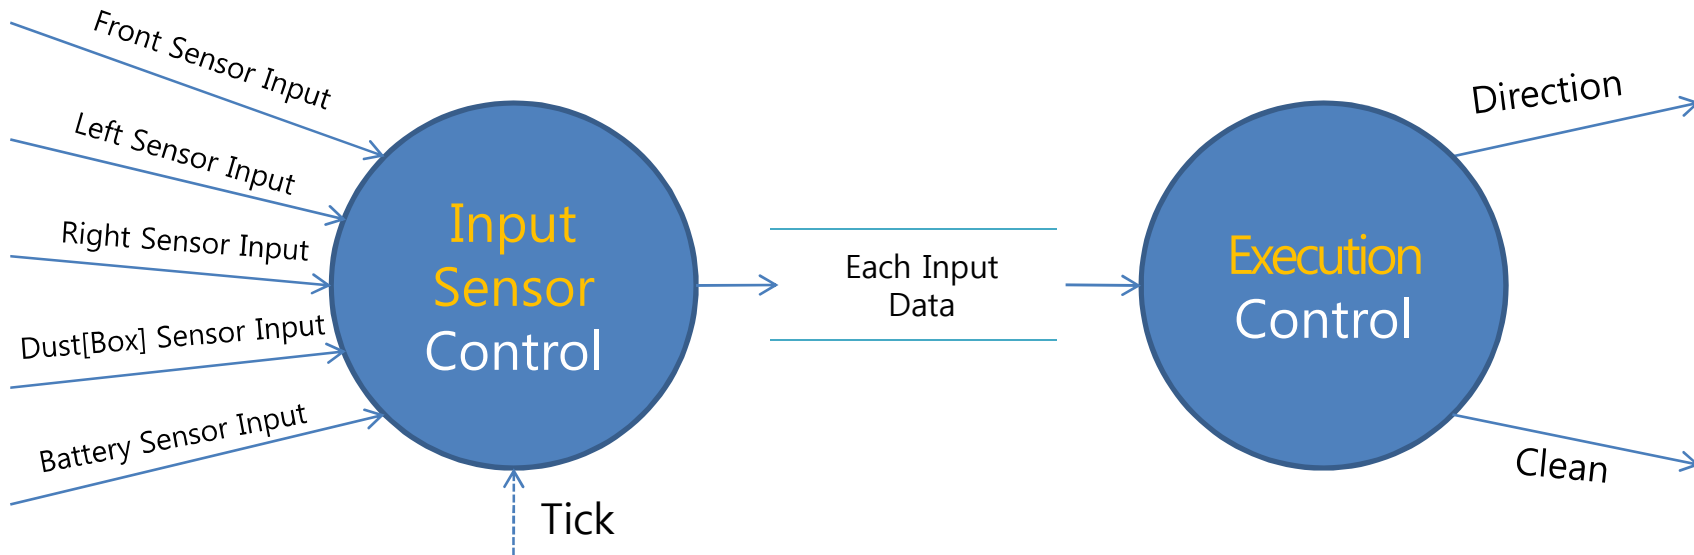 Front Sensor Input
Left Sensor Input
Right Sensor Input
Dust[Box] Sensor Input
Battery Sensor Input
Input
Sensor
Control
Tick
Each Input
Data
Execution
Control
Direction
Clean